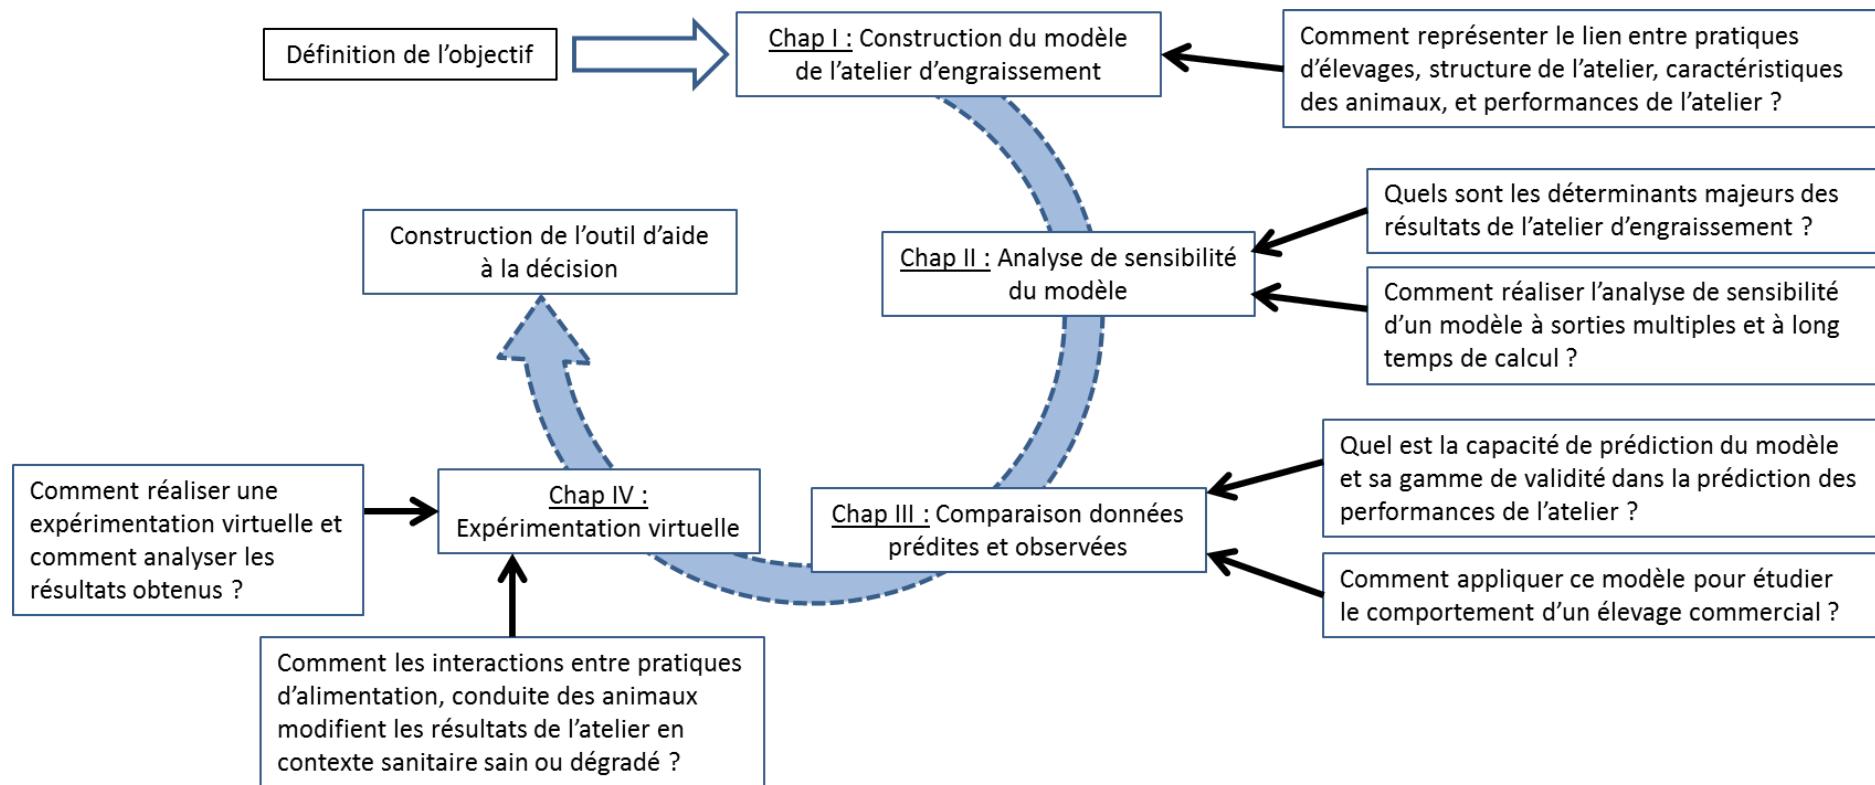 Définition de l’objectif
Chap I : Construction du modèle
de l’atelier d’engraissement
Comment représenter le lien entre pratiques
d’élevages, structure de l’atelier, caractéristiques
des animaux, et performances de l’atelier ?
Quels sont les déterminants majeurs des
résultats de l’atelier d’engraissement ?
Construction de l’outil d’aide
à la décision
Chap II : Analyse de sensibilité
du modèle
Comment réaliser l’analyse de sensibilité
d’un modèle à sorties multiples et à long
temps de calcul ?
Quel est la capacité de prédiction du modèle
et sa gamme de validité dans la prédiction des
performances de l’atelier ?
Comment réaliser une
expérimentation virtuelle et
comment analyser les
résultats obtenus ?
Chap IV :
Expérimentation virtuelle
Chap III : Comparaison données
prédites et observées
Comment appliquer ce modèle pour étudier
le comportement d’un élevage commercial ?
Comment les interactions entre pratiques
d’alimentation, conduite des animaux
modifient les résultats de l’atelier en
contexte sanitaire sain ou dégradé ?